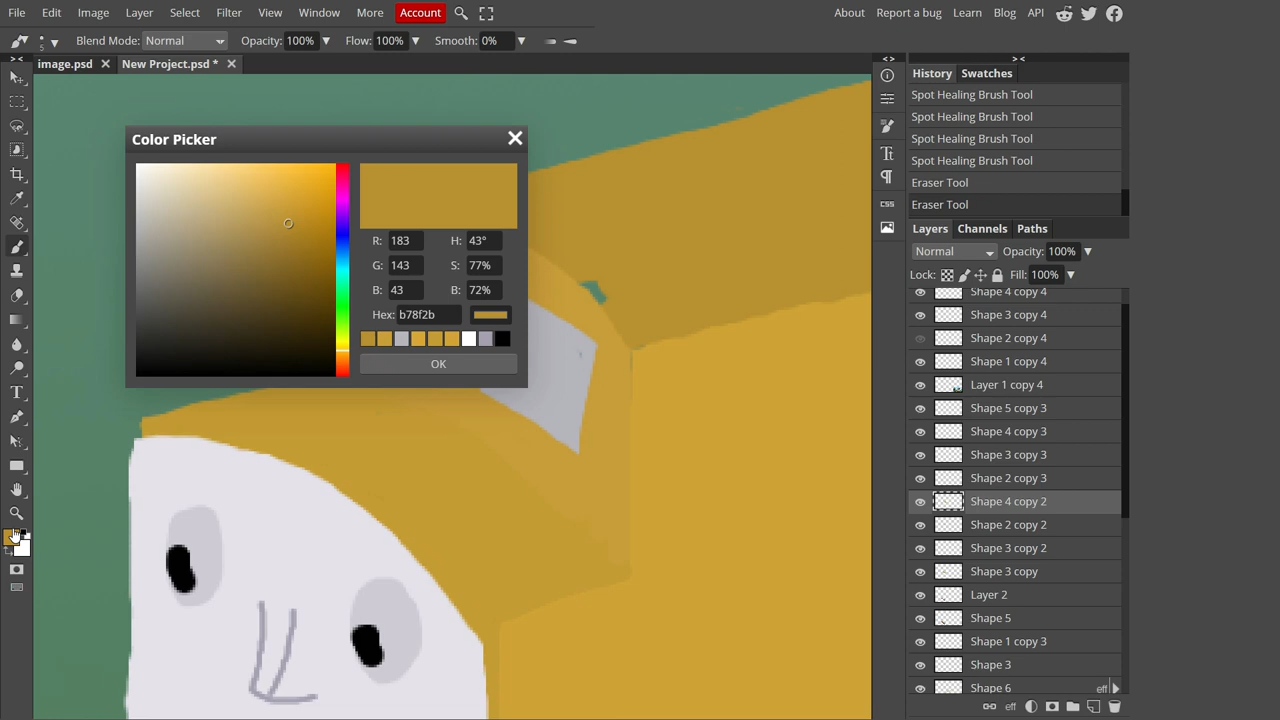 File Edit Image Layer Select Filter View Window More Account About Report a bug Learn Blog API
5 Blend Mode: Normal Opacity: 100% Flow: 100% Smooth: 0%
image.psd New Project.psd *
History Swatches
Spot Healing Brush Tool
Spot Healing Brush Tool
Spot Healing Brush Tool
Spot Healing Brush Tool
Eraser Tool
Eraser Tool
Color Picker
R: 183 H: 43°
G: 143 S: 77%
B: 43 B: 72%
Hex: b78f2b
OK
CSS
Layers Channels Paths
Normal Opacity: 100%
Lock: Fill: 100%
Shape 4 copy 4
Shape 3 copy 4
Shape 2 copy 4
Shape 1 copy 4
Layer 1 copy 4
Shape 5 copy 3
Shape 4 copy 3
Shape 3 copy 3
Shape 2 copy 3
Shape 4 copy 2
Shape 2 copy 2
Shape 3 copy 2
Shape 3 copy
Layer 2
Shape 5
Shape 1 copy 3
Shape 3
Shape 6 eff
eff